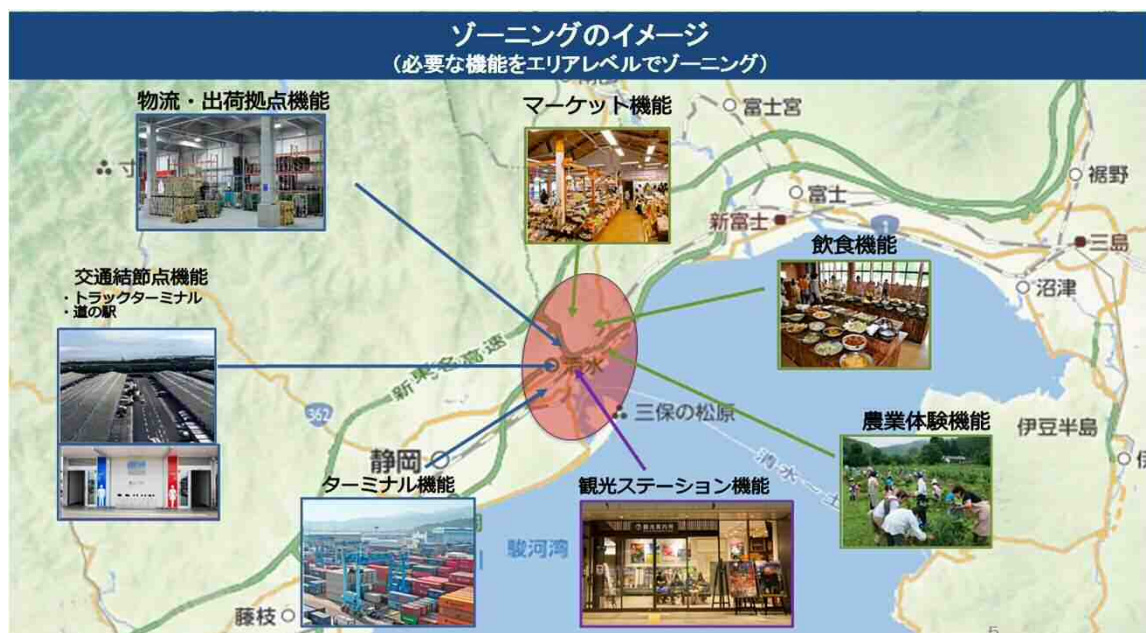 ゾーニングのイメージ
（必要な機能をエリアレベルでゾーニング）
物流・出荷拠点機能
マーケット機能
富士宮
裾野
富士
新富士
1
三島
飲食機能
沼津
交通結節点機能
・トラックターミナル
・道の駅
新東名高速
清水
362
三保の松原
農業体験機能
伊豆半島
静岡
ターミナル機能
観光ステーション機能
駿河湾
藤枝